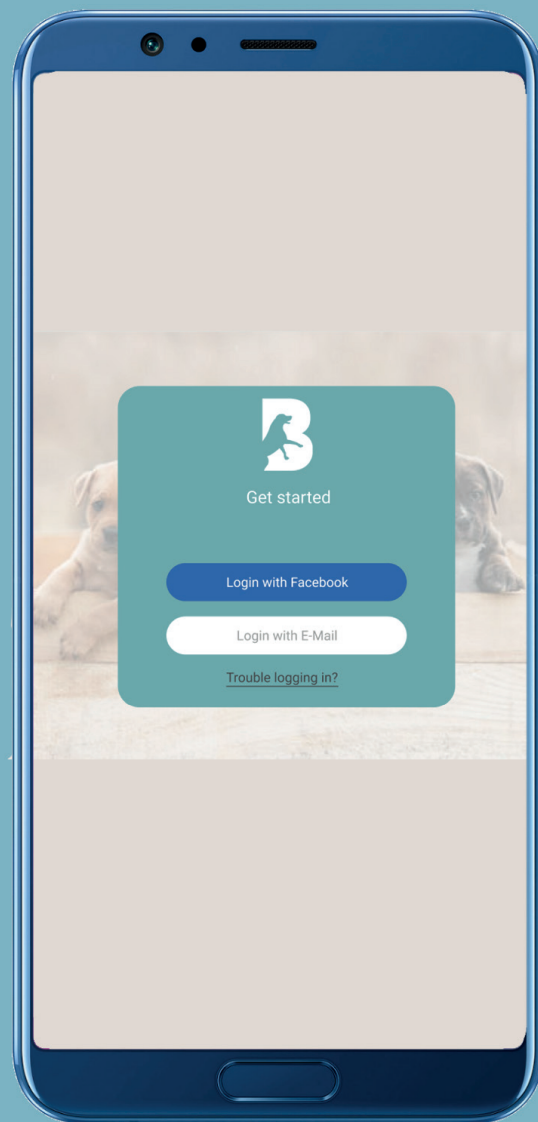 B
Get started
Login with Facebook
Login with E-Mail
Trouble logging in?